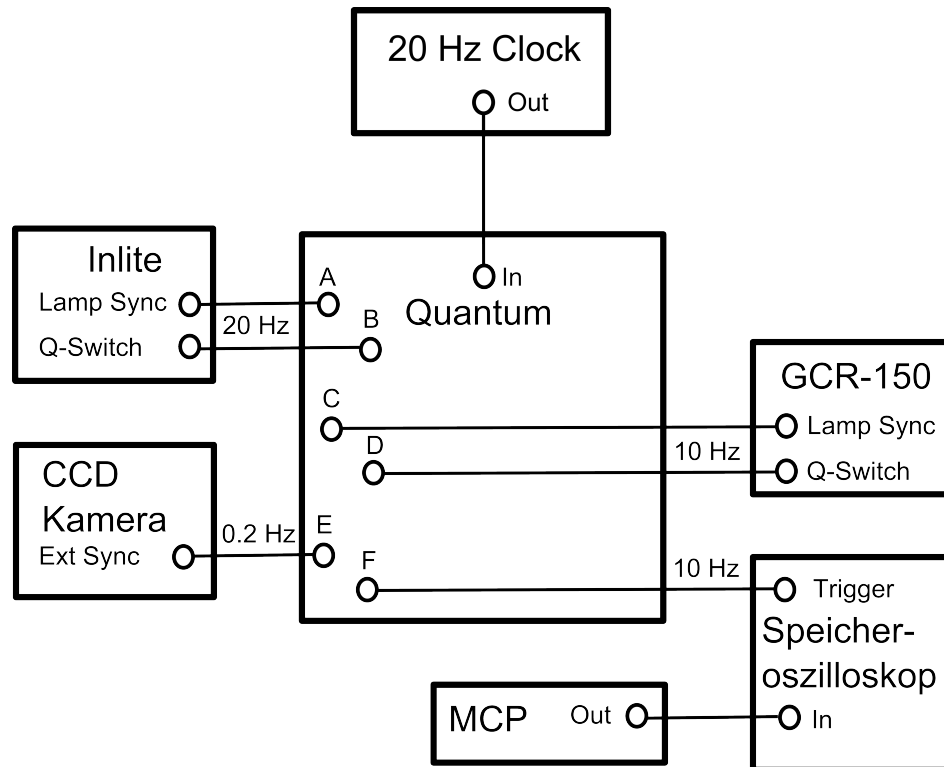 20 Hz Clock
Out
In
Quantum
Inlite
Lamp Sync
20 Hz
Q-Switch
A
B
C
D
E
F
GCR-150
Lamp Sync
10 Hz
Q-Switch
CCD
Kamera
0.2 Hz
Ext Sync
10 Hz
Trigger
Speicher-
oszilloskop
In
MCP
Out